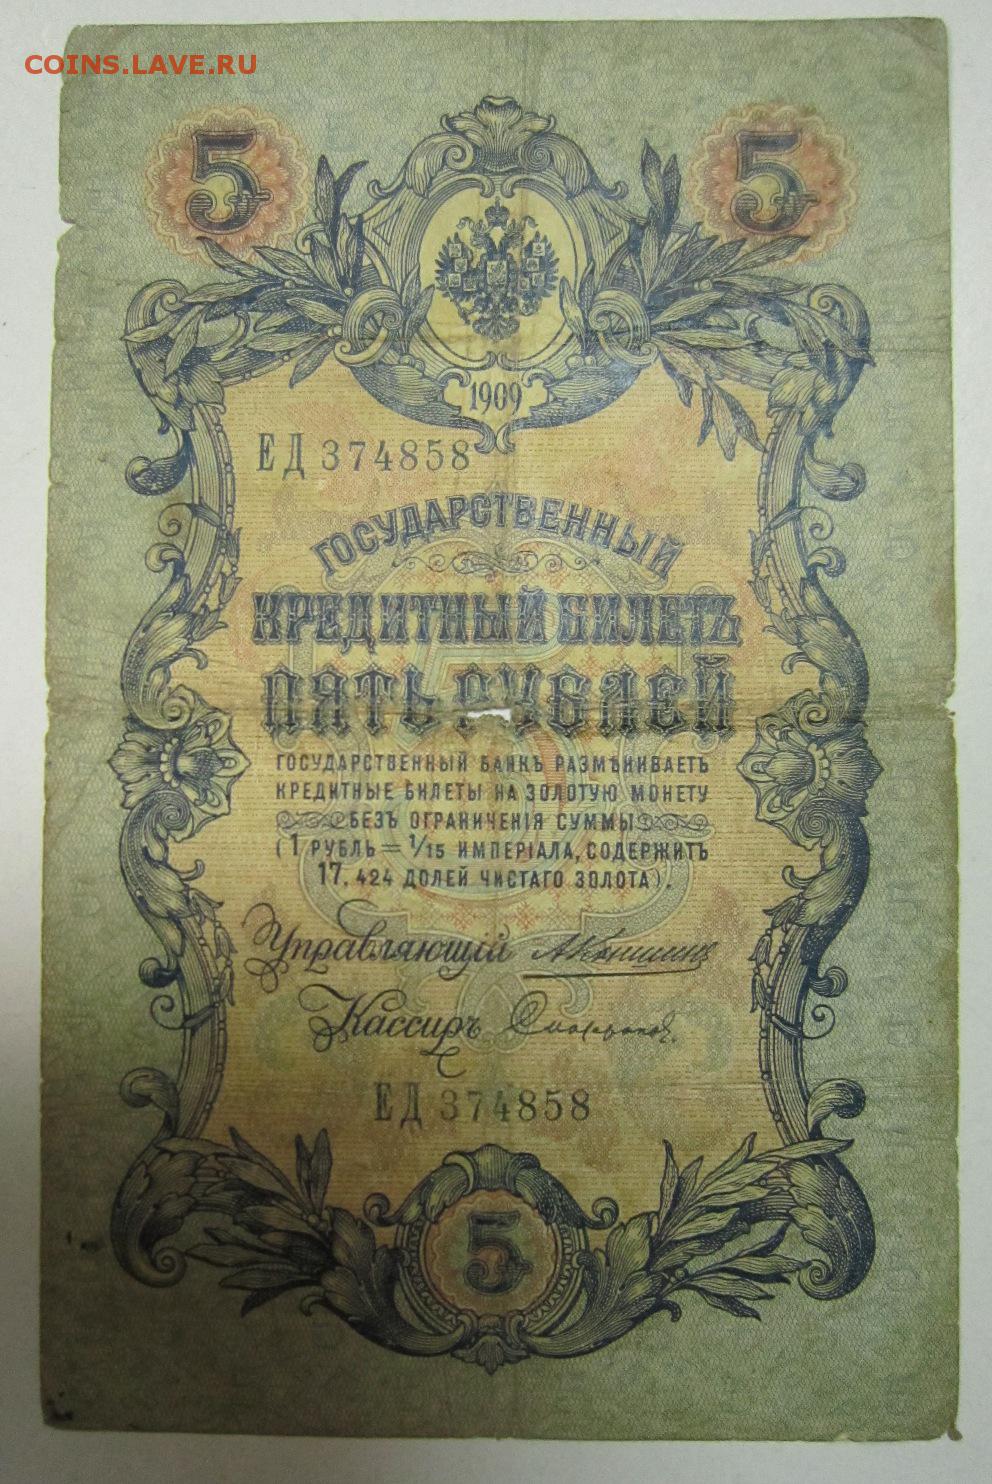 COINS.LAVE.RU
5 5
1909
ЕД 374858
ГОСУДАРСТВЕННЫЙ
КРЕДИТНЫЙ БИЛЕТЪ
ПЯТЬ РУБЛЕЙ
ГОСУДАРСТВЕННЫЙ БАНКЪ РАЗМѢНИВАЕТЪ
КРЕДИТНЫЕ БИЛЕТЫ НА ЗОЛОТУЮ МОНЕТУ
БЕЗЪ ОГРАНИЧЕНІЯ СУММЫ
(1 РУБЛЬ = 1/15 ИМПЕРІАЛА, СОДЕРЖИТЪ
17,424 ДОЛЕЙ ЧИСТАГО ЗОЛОТА).
Управляющій
Кассиръ
ЕД 374858
5